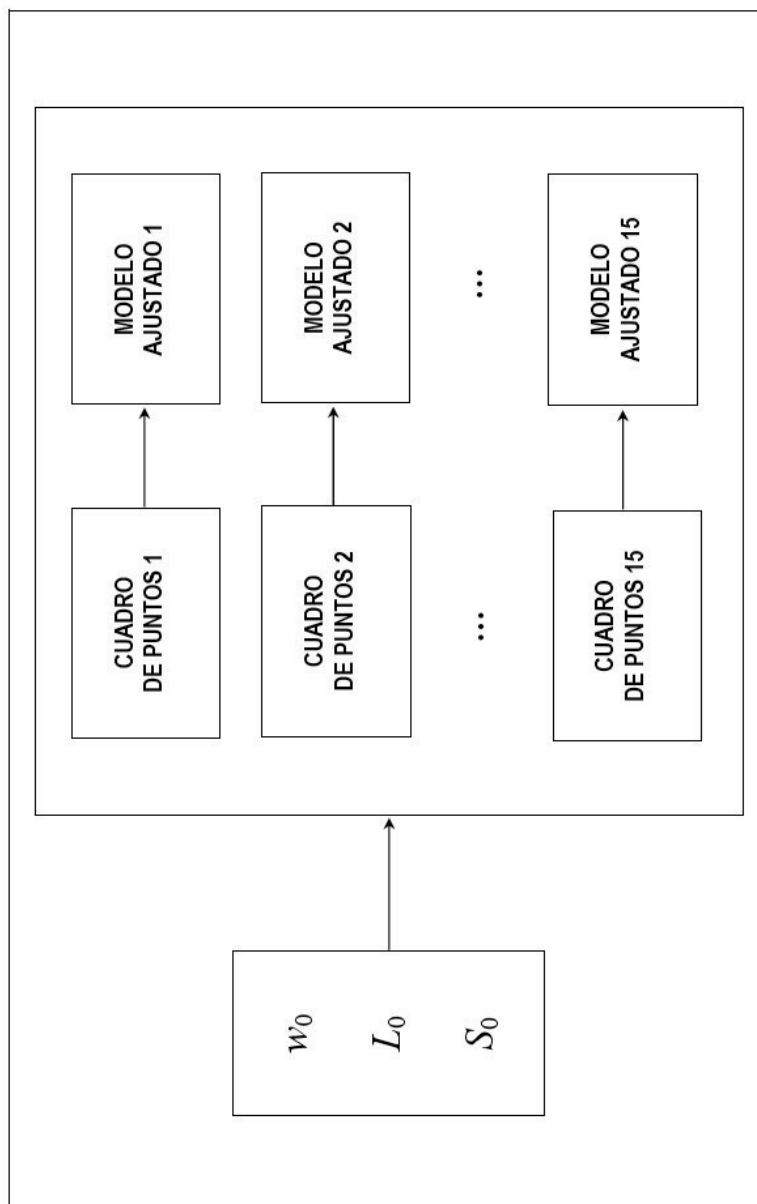 w₀
L₀
S₀
CUADRO
DE PUNTOS 1
MODELO
AJUSTADO 1
CUADRO
DE PUNTOS 2
MODELO
AJUSTADO 2
...
...
CUADRO
DE PUNTOS 15
MODELO
AJUSTADO 15